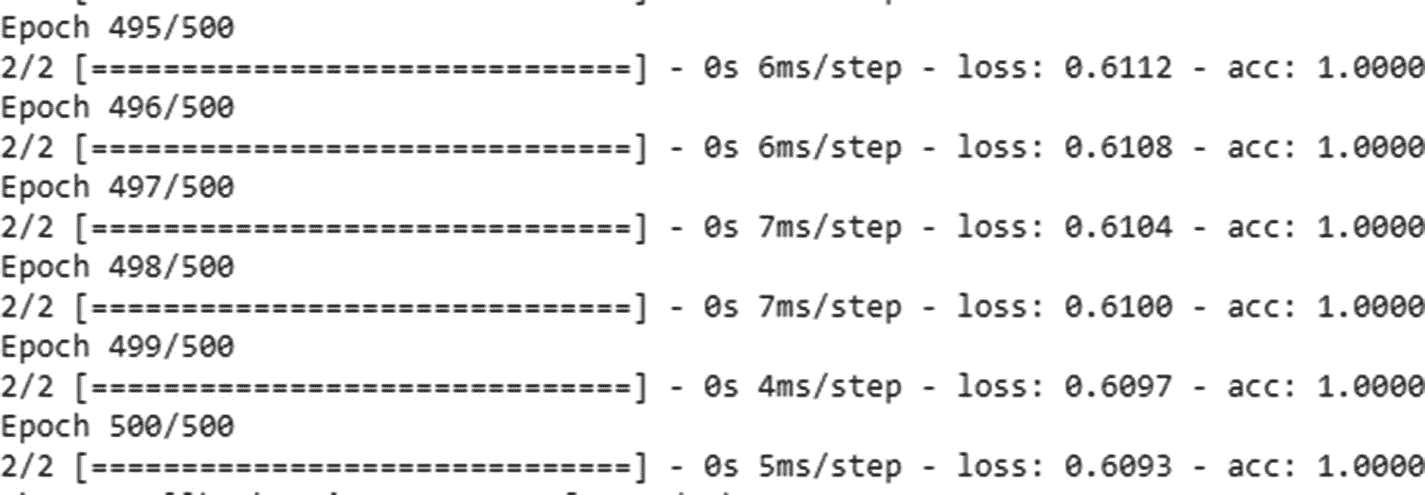 Epoch 495/500
2/2 [==============================] - 0s 6ms/step - loss: 0.6112 - acc: 1.0000
Epoch 496/500
2/2 [==============================] - 0s 6ms/step - loss: 0.6108 - acc: 1.0000
Epoch 497/500
2/2 [==============================] - 0s 7ms/step - loss: 0.6104 - acc: 1.0000
Epoch 498/500
2/2 [==============================] - 0s 7ms/step - loss: 0.6100 - acc: 1.0000
Epoch 499/500
2/2 [==============================] - 0s 4ms/step - loss: 0.6097 - acc: 1.0000
Epoch 500/500
2/2 [==============================] - 0s 5ms/step - loss: 0.6093 - acc: 1.0000